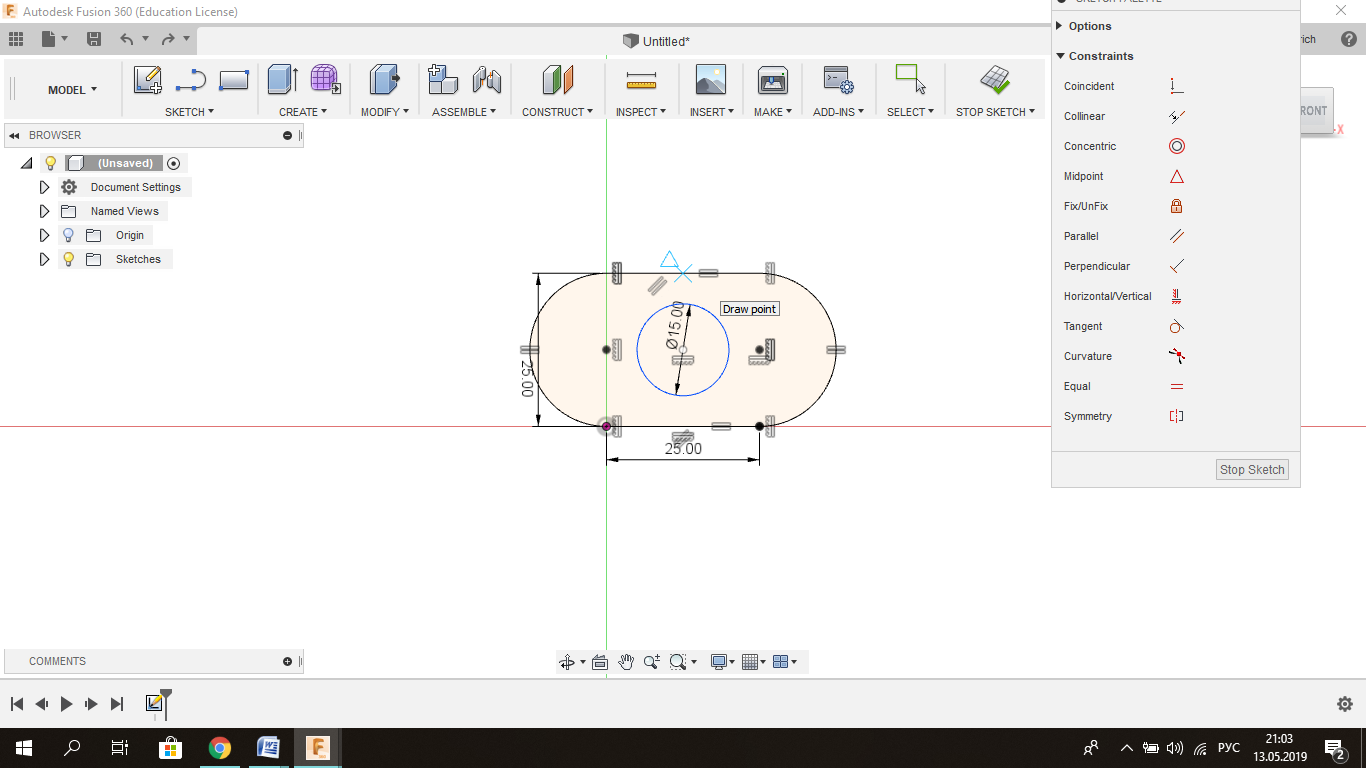 Autodesk Fusion 360 (Education License)
SKETCH PALETTE
Untitled*
rich
Options
Constraints
Coincident
Collinear
Concentric
Midpoint
Fix/UnFix
Parallel
Perpendicular
Horizontal/Vertical
Tangent
Curvature
Equal
Symmetry
Stop Sketch
MODEL
SKETCH
CREATE
MODIFY
ASSEMBLE
CONSTRUCT
INSPECT
INSERT
MAKE
ADD-INS
SELECT
STOP SKETCH
RONT
X
BROWSER
(Unsaved)
Document Settings
Named Views
Origin
Sketches
Draw point
Ø15.00
25.00
25.00
COMMENTS
РУС
21:03
13.05.2019
2